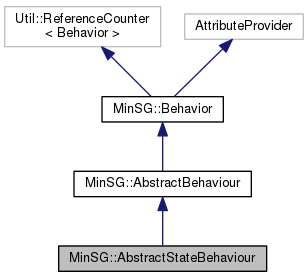 Util::ReferenceCounter
< Behavior >
AttributeProvider
MinSG::Behavior
MinSG::AbstractBehaviour
MinSG::AbstractStateBehaviour